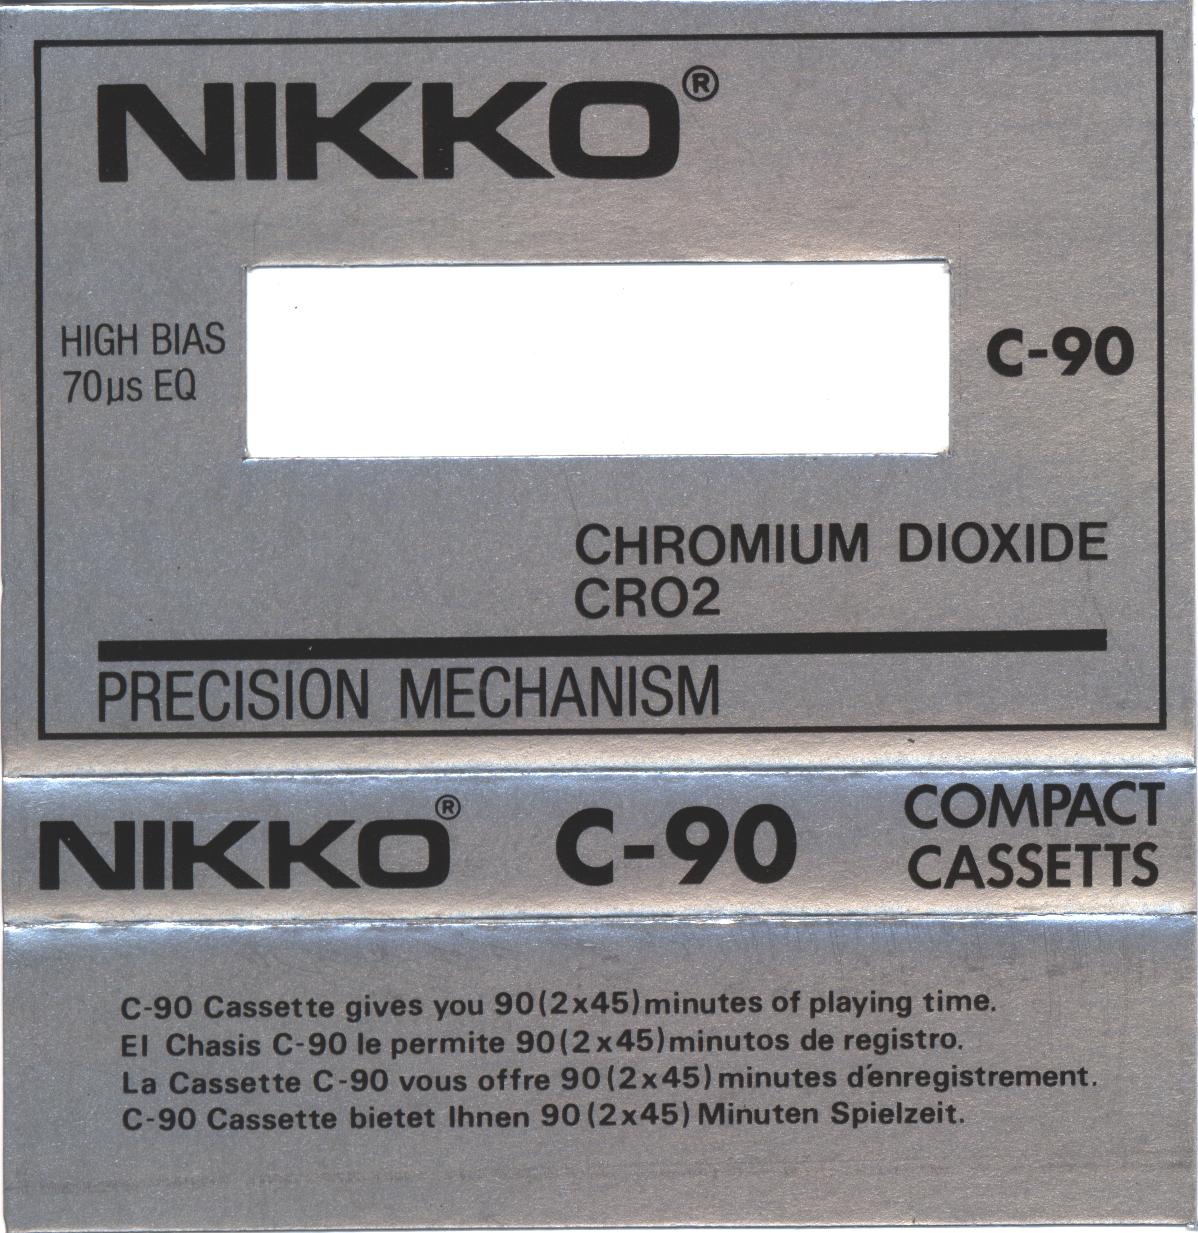 NIKKO®
HIGH BIAS
70µs EQ
C-90
CHROMIUM DIOXIDE
CRO2
PRECISION MECHANISM
NIKKO® C-90 COMPACT
CASSETTS
C-90 Cassette gives you 90(2x45)minutes of playing time.
El Chasis C-90 le permite 90(2x45)minutos de registro.
La Cassette C-90 vous offre 90(2x45)minutes d'enregistrement.
C-90 Cassette bietet Ihnen 90(2x45) Minuten Spielzeit.